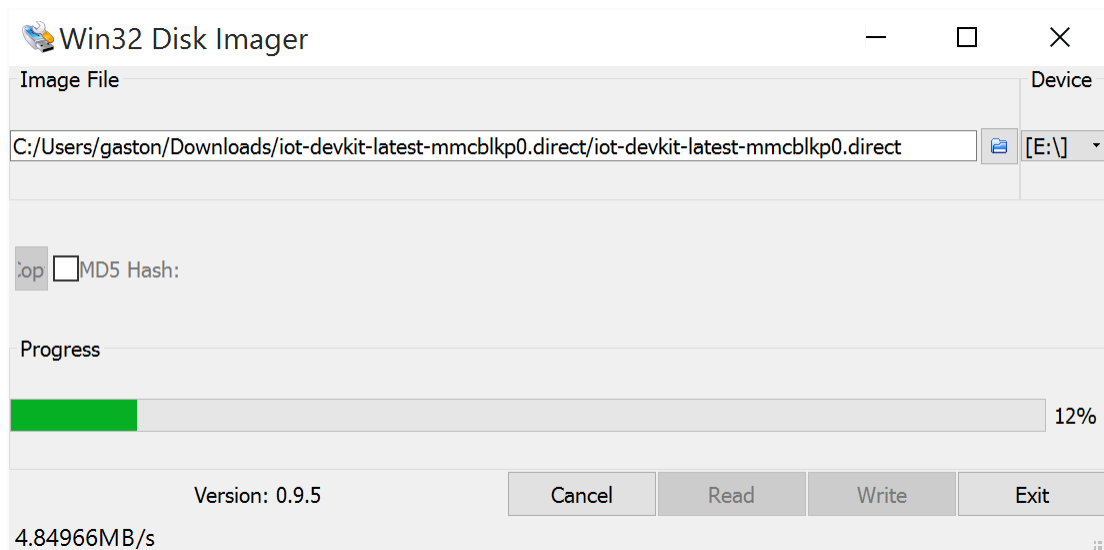 Win32 Disk Imager
Image File
Device
C:/Users/gaston/Downloads/iot-devkit-latest-mmcblkp0.direct/iot-devkit-latest-mmcblkp0.direct
[E:\]
MD5 Hash:
Progress
12%
Version: 0.9.5
Cancel
Read
Write
Exit
4.84966MB/s